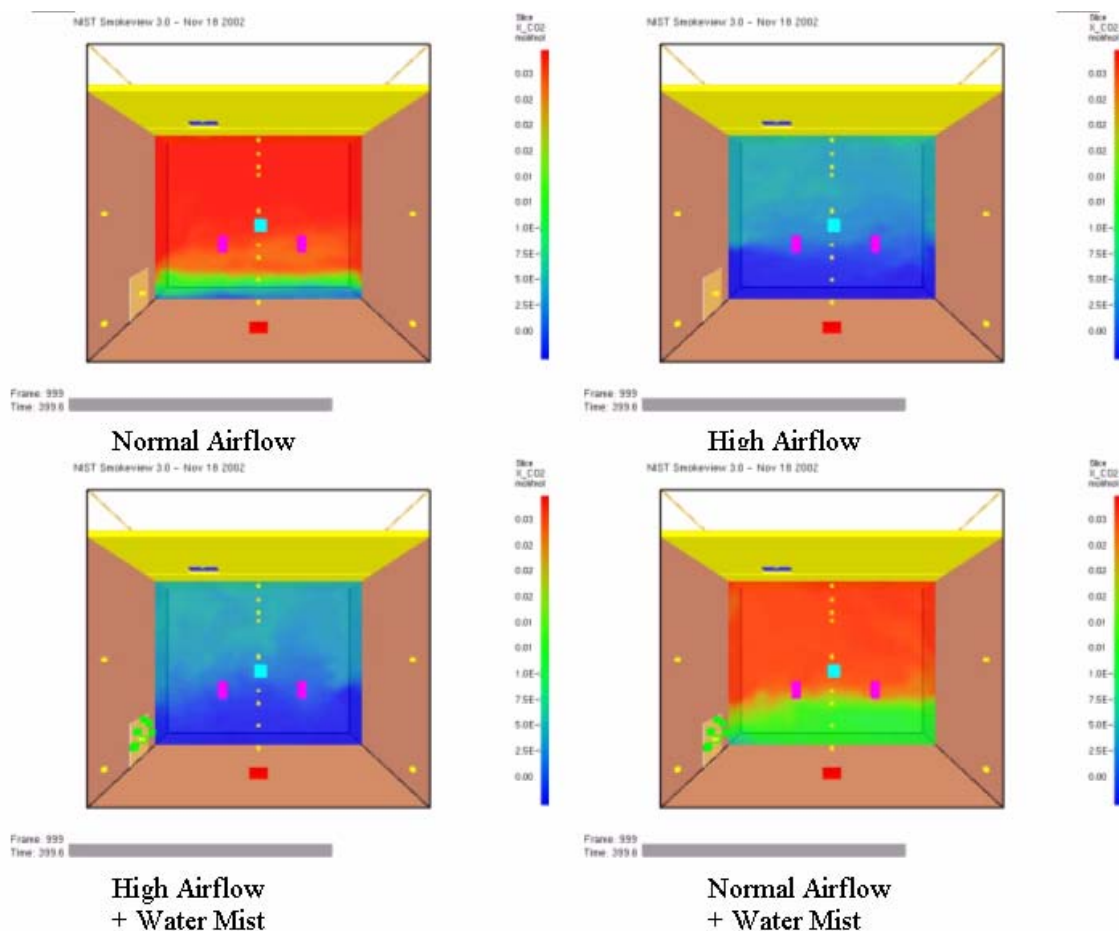 NIST Smokeview 3.0 - Nov 18 2002
Slice
X_CO2
mol/mol
0.03
0.02
0.02
0.02
0.01
0.01
1.0E-
7.5E-
5.0E-
2.5E-
0.00
Frame: 999
Time: 399.6
Normal Airflow
NIST Smokeview 3.0 - Nov 18 2002
Slice
X_CO2
mol/mol
0.03
0.02
0.02
0.02
0.01
0.01
1.0E-
7.5E-
5.0E-
2.5E-
0.00
Frame: 999
Time: 399.6
High Airflow
NIST Smokeview 3.0 - Nov 18 2002
Slice
X_CO2
mol/mol
0.03
0.02
0.02
0.02
0.01
0.01
1.0E-
7.5E-
5.0E-
2.5E-
0.00
Frame: 999
Time: 399.6
High Airflow
+ Water Mist
NIST Smokeview 3.0 - Nov 18 2002
Slice
X_CO2
mol/mol
0.03
0.02
0.02
0.02
0.01
0.01
1.0E-
7.5E-
5.0E-
2.5E-
0.00
Frame: 999
Time: 399.6
Normal Airflow
+ Water Mist